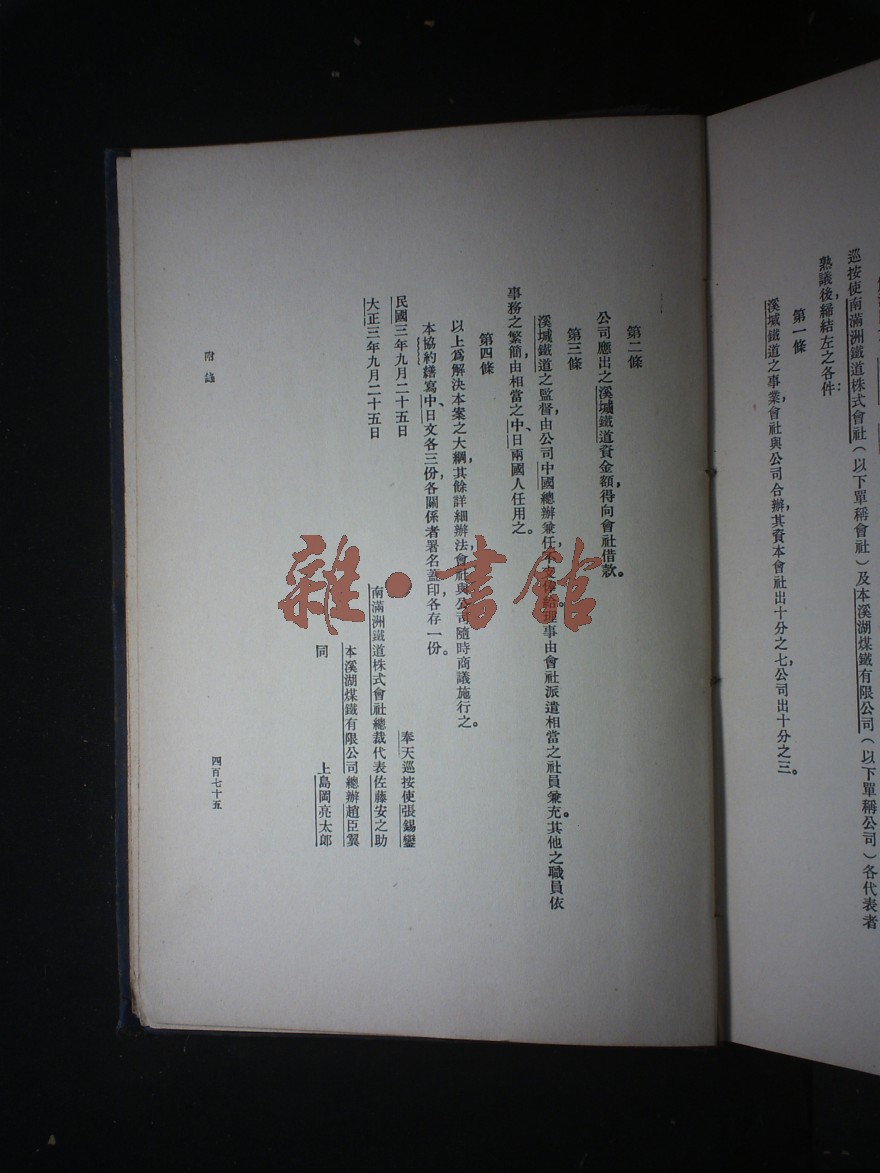 巡按使南滿洲鐵道株式會社（以下單稱會社）及本溪湖煤鐵有限公司（以下單稱公司）各代表者
熟議後，締結左之各件：
第一條
溪城鐵道之事業會社與公司合辦，其資本會社出十分之七，公司出十分之三。
第二條
公司應出之溪城鐵道資金額，得向會社借款。
第三條
溪城鐵道之監督，由公司中國總辦兼任，不支俸給。理事由會社派遣相當之社員兼充。其他之職員依
事務之繁簡，由相當之中、日兩國人任用之。
第四條
以上爲解決本案之大綱，其餘詳細辦法，會社與公司隨時商議施行之。
本協約繕寫中、日文各三份，各關係者署名蓋印，各存一份。
民國三年九月二十五日
大正三年九月二十五日
奉天巡按使張錫鑾
南滿洲鐵道株式會社總裁代表佐藤安之助
本溪湖煤鐵有限公司總辦趙臣翼
同 上島岡亮太郎
附錄
四百七十五
雜·書館